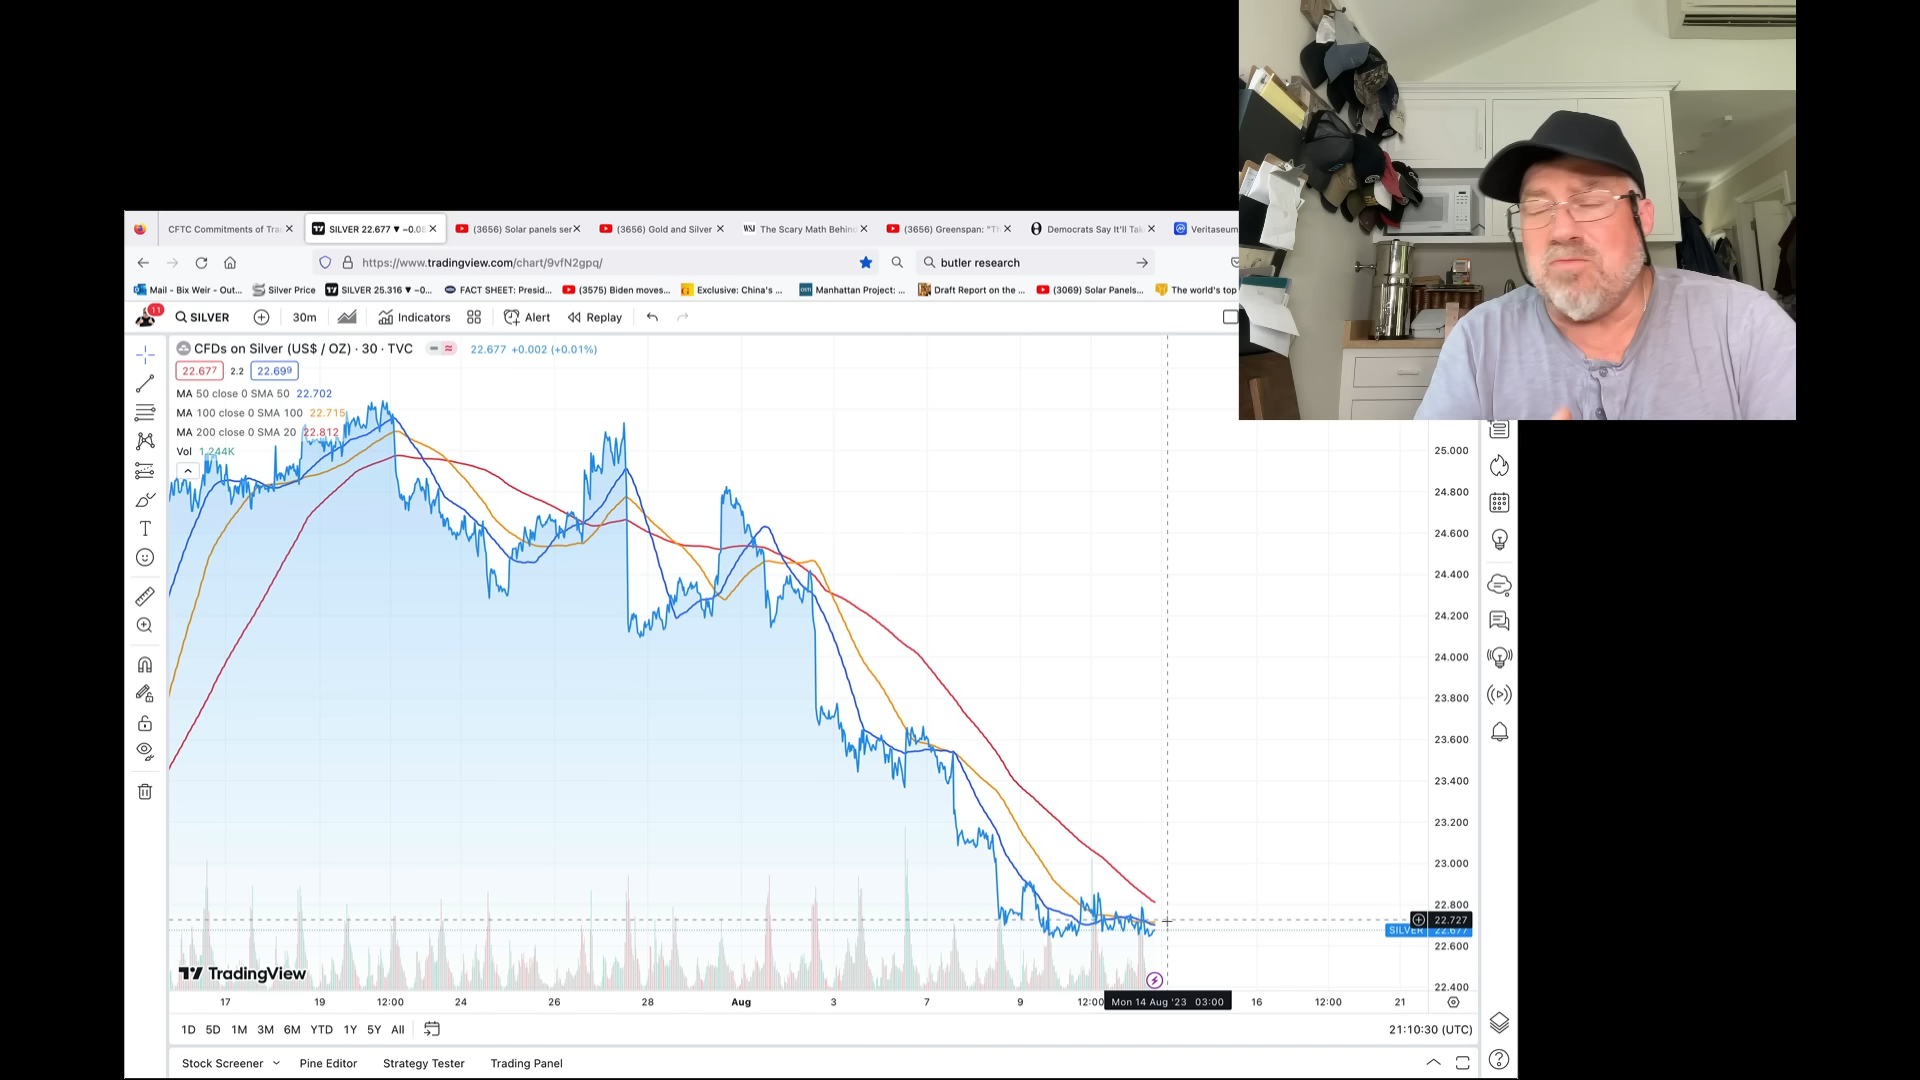 CFTC Commitments of Tra
SILVER 22.677 ▼ −0.08
(3656) Solar panels ser
(3656) Gold and Silver
WSJ The Scary Math Behin
(3656) Greenspan: "Th
Democrats Say It'll Tak
Veritaseum
https://www.tradingview.com/chart/9vfN2gpq/
butler research
Mail - Bix Weir - Out...
Silver Price
SILVER 25.316 ▼ −0...
FACT SHEET: Presid...
(3575) Biden moves...
Exclusive: China's ...
Manhattan Project: ...
Draft Report on the ...
(3069) Solar Panels...
The world's top
11
SILVER
30m
Indicators
Alert
Replay
CFDs on Silver (US$ / OZ) · 30 · TVC
22.677 +0.002 (+0.01%)
22.677 2.2 22.699
MA 50 close 0 SMA 50 22.702
MA 100 close 0 SMA 100 22.715
MA 200 close 0 SMA 20 22.812
Vol 1.244K
25.000
24.800
24.600
24.400
24.200
24.000
23.800
23.600
23.400
23.200
23.000
22.800
22.727
SILVER 22.677
22.600
22.400
TradingView
17 19 12:00 24 26 28 Aug 3 7 9 12:00 Mon 14 Aug '23 03:00 16 12:00 21
1D 5D 1M 3M 6M YTD 1Y 5Y All
21:10:30 (UTC)
Stock Screener Pine Editor Strategy Tester Trading Panel